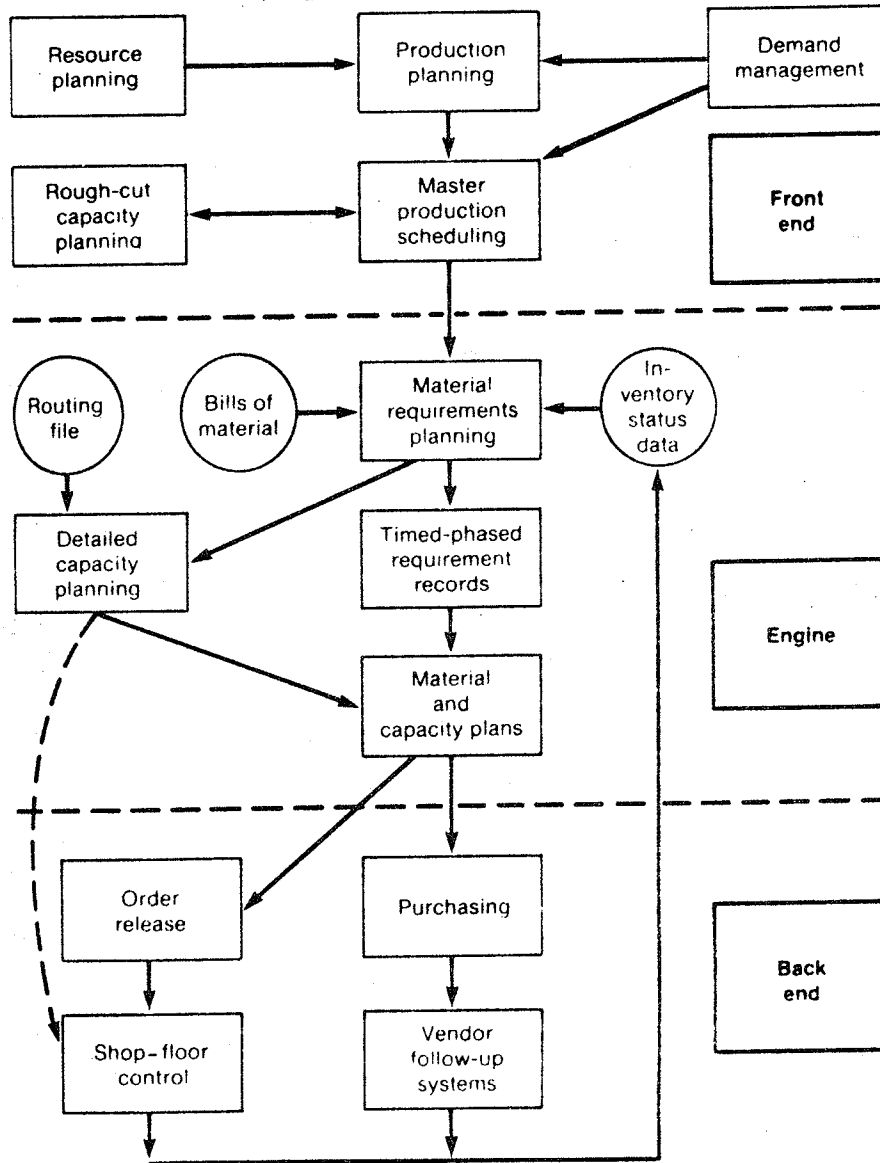 Resource
planning
Production
planning
Demand
management
Rough-cut
capacity
planning
Master
production
scheduling
Front
end
Routing
file
Bills of
material
Material
requirements
planning
In-
ventory
status
data
Detailed
capacity
planning
Timed-phased
requirement
records
Engine
Material
and
capacity plans
Order
release
Purchasing
Back
end
Shop-floor
control
Vendor
follow-up
systems